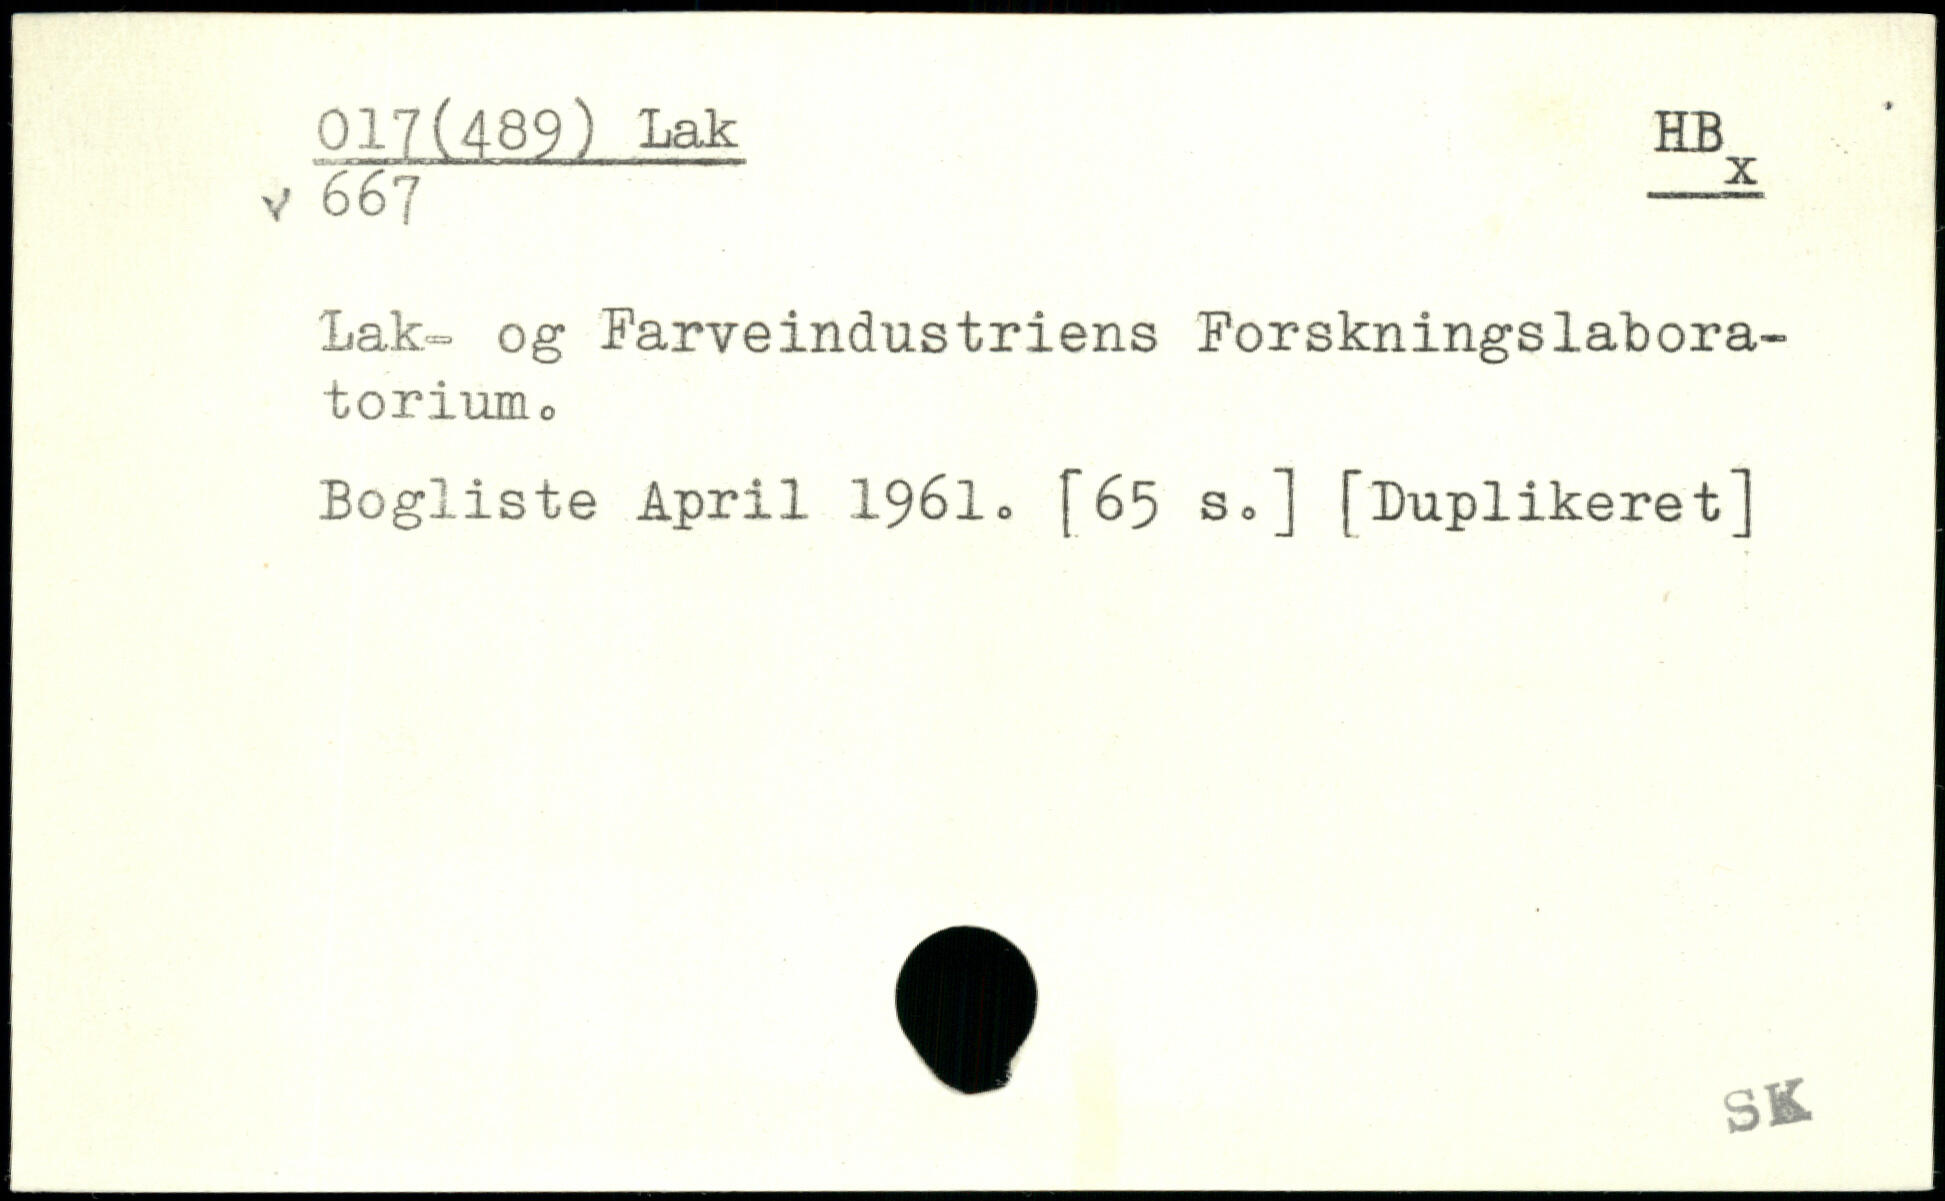 017(489) Lak
HB
x
v 667
Lak- og Farveindustriens Forskningslabora-
torium.
Bogliste April 1961. [65 s.] [Duplikeret]
SK